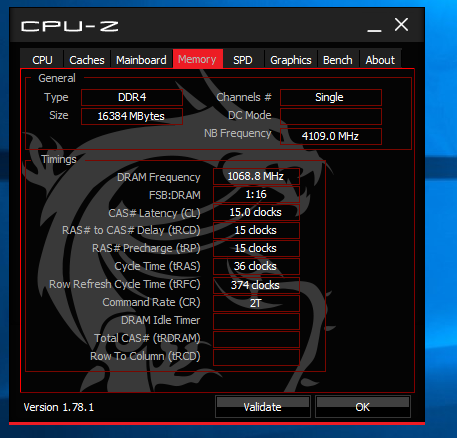 CPU-Z
CPU Caches Mainboard Memory SPD Graphics Bench About
General
Type DDR4 Channels # Single
Size 16384 MBytes DC Mode
NB Frequency 4109.0 MHz
Timings
DRAM Frequency 1068.8 MHz
FSB:DRAM 1:16
CAS# Latency (CL) 15.0 clocks
RAS# to CAS# Delay (tRCD) 15 clocks
RAS# Precharge (tRP) 15 clocks
Cycle Time (tRAS) 36 clocks
Row Refresh Cycle Time (tRFC) 374 clocks
Command Rate (CR) 2T
DRAM Idle Timer
Total CAS# (tRDRAM)
Row To Column (tRCD)
Version 1.78.1 Validate OK